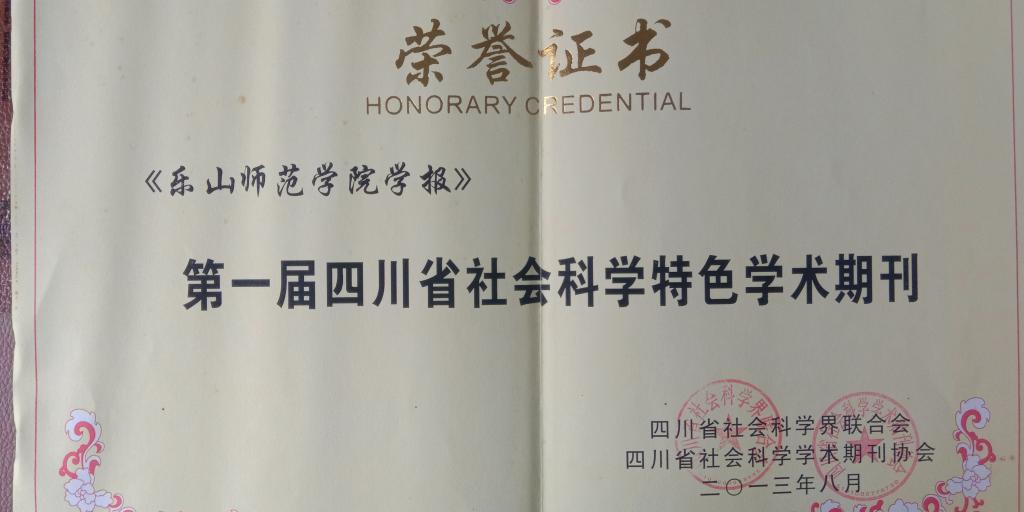 荣誉证书
HONORARY CREDENTIAL
《乐山师范学院学报》
第一届四川省社会科学特色学术期刊
四川省社会科学界联合会
四川省社会科学学术期刊协会
二〇一三年八月